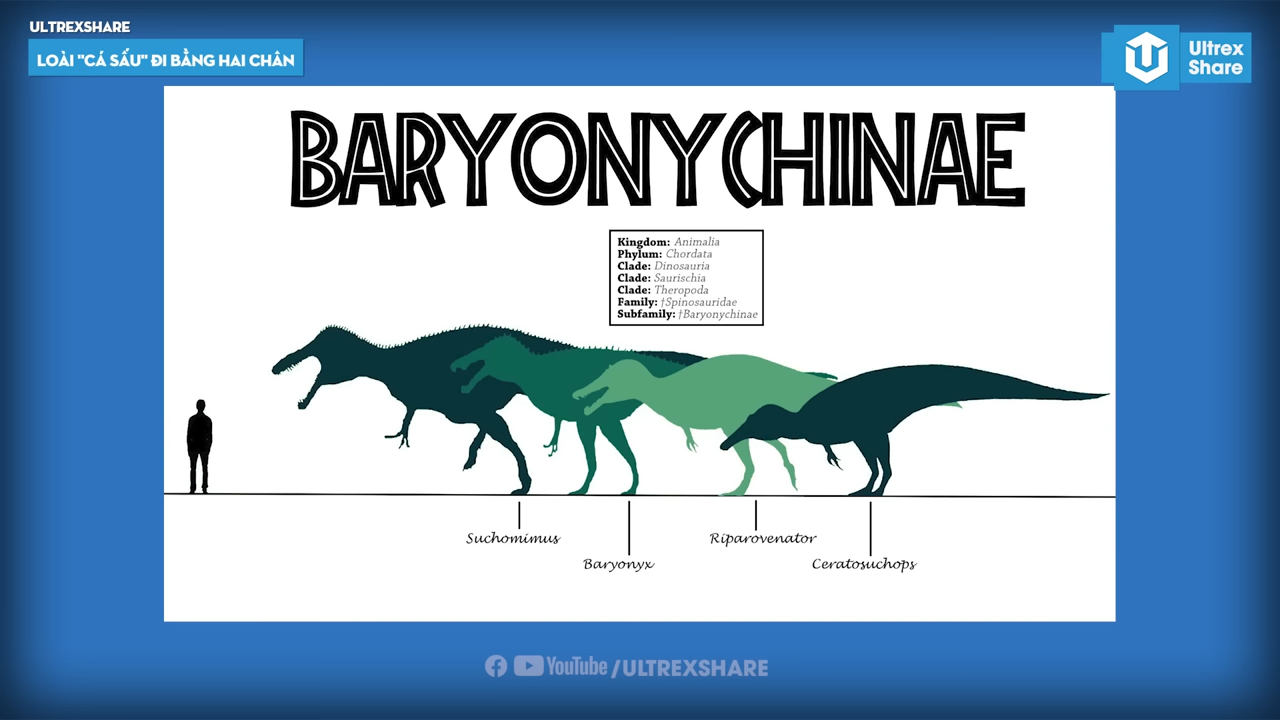 ULTREXSHARE
LOÀI "CÁ SẤU" ĐI BẰNG HAI CHÂN
Ultrex
Share
BARYONYCHINAE
Kingdom: Animalia
Phylum: Chordata
Clade: Dinosauria
Clade: Saurischia
Clade: Theropoda
Family: †Spinosauridae
Subfamily: †Baryonychinae
Suchomimus
Baryonyx
Riparovenator
Ceratosuchops
YouTube /ULTREXSHARE